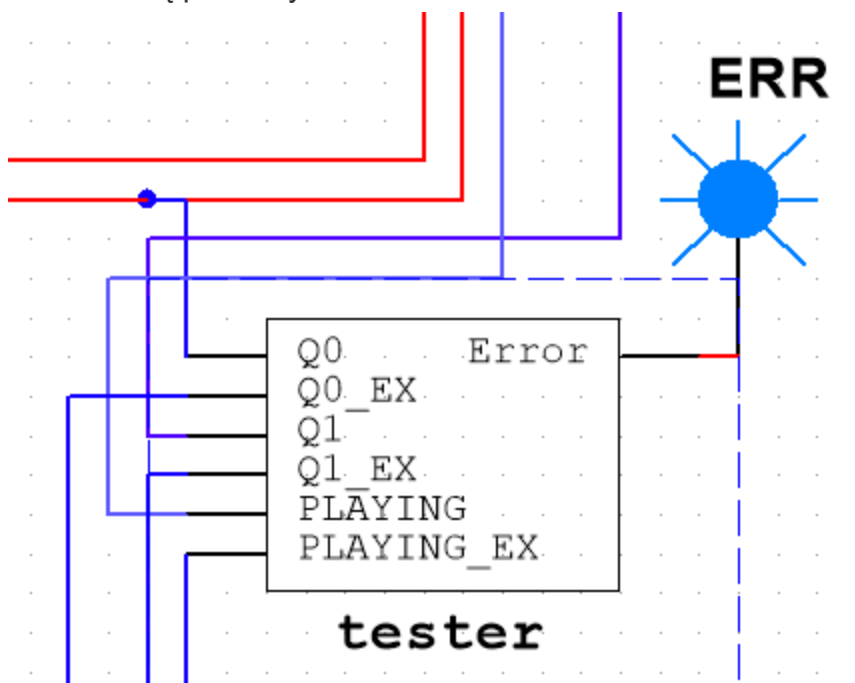 ERR
Q0 Error
Q0_EX
Q1
Q1_EX
PLAYING
PLAYING_EX
tester